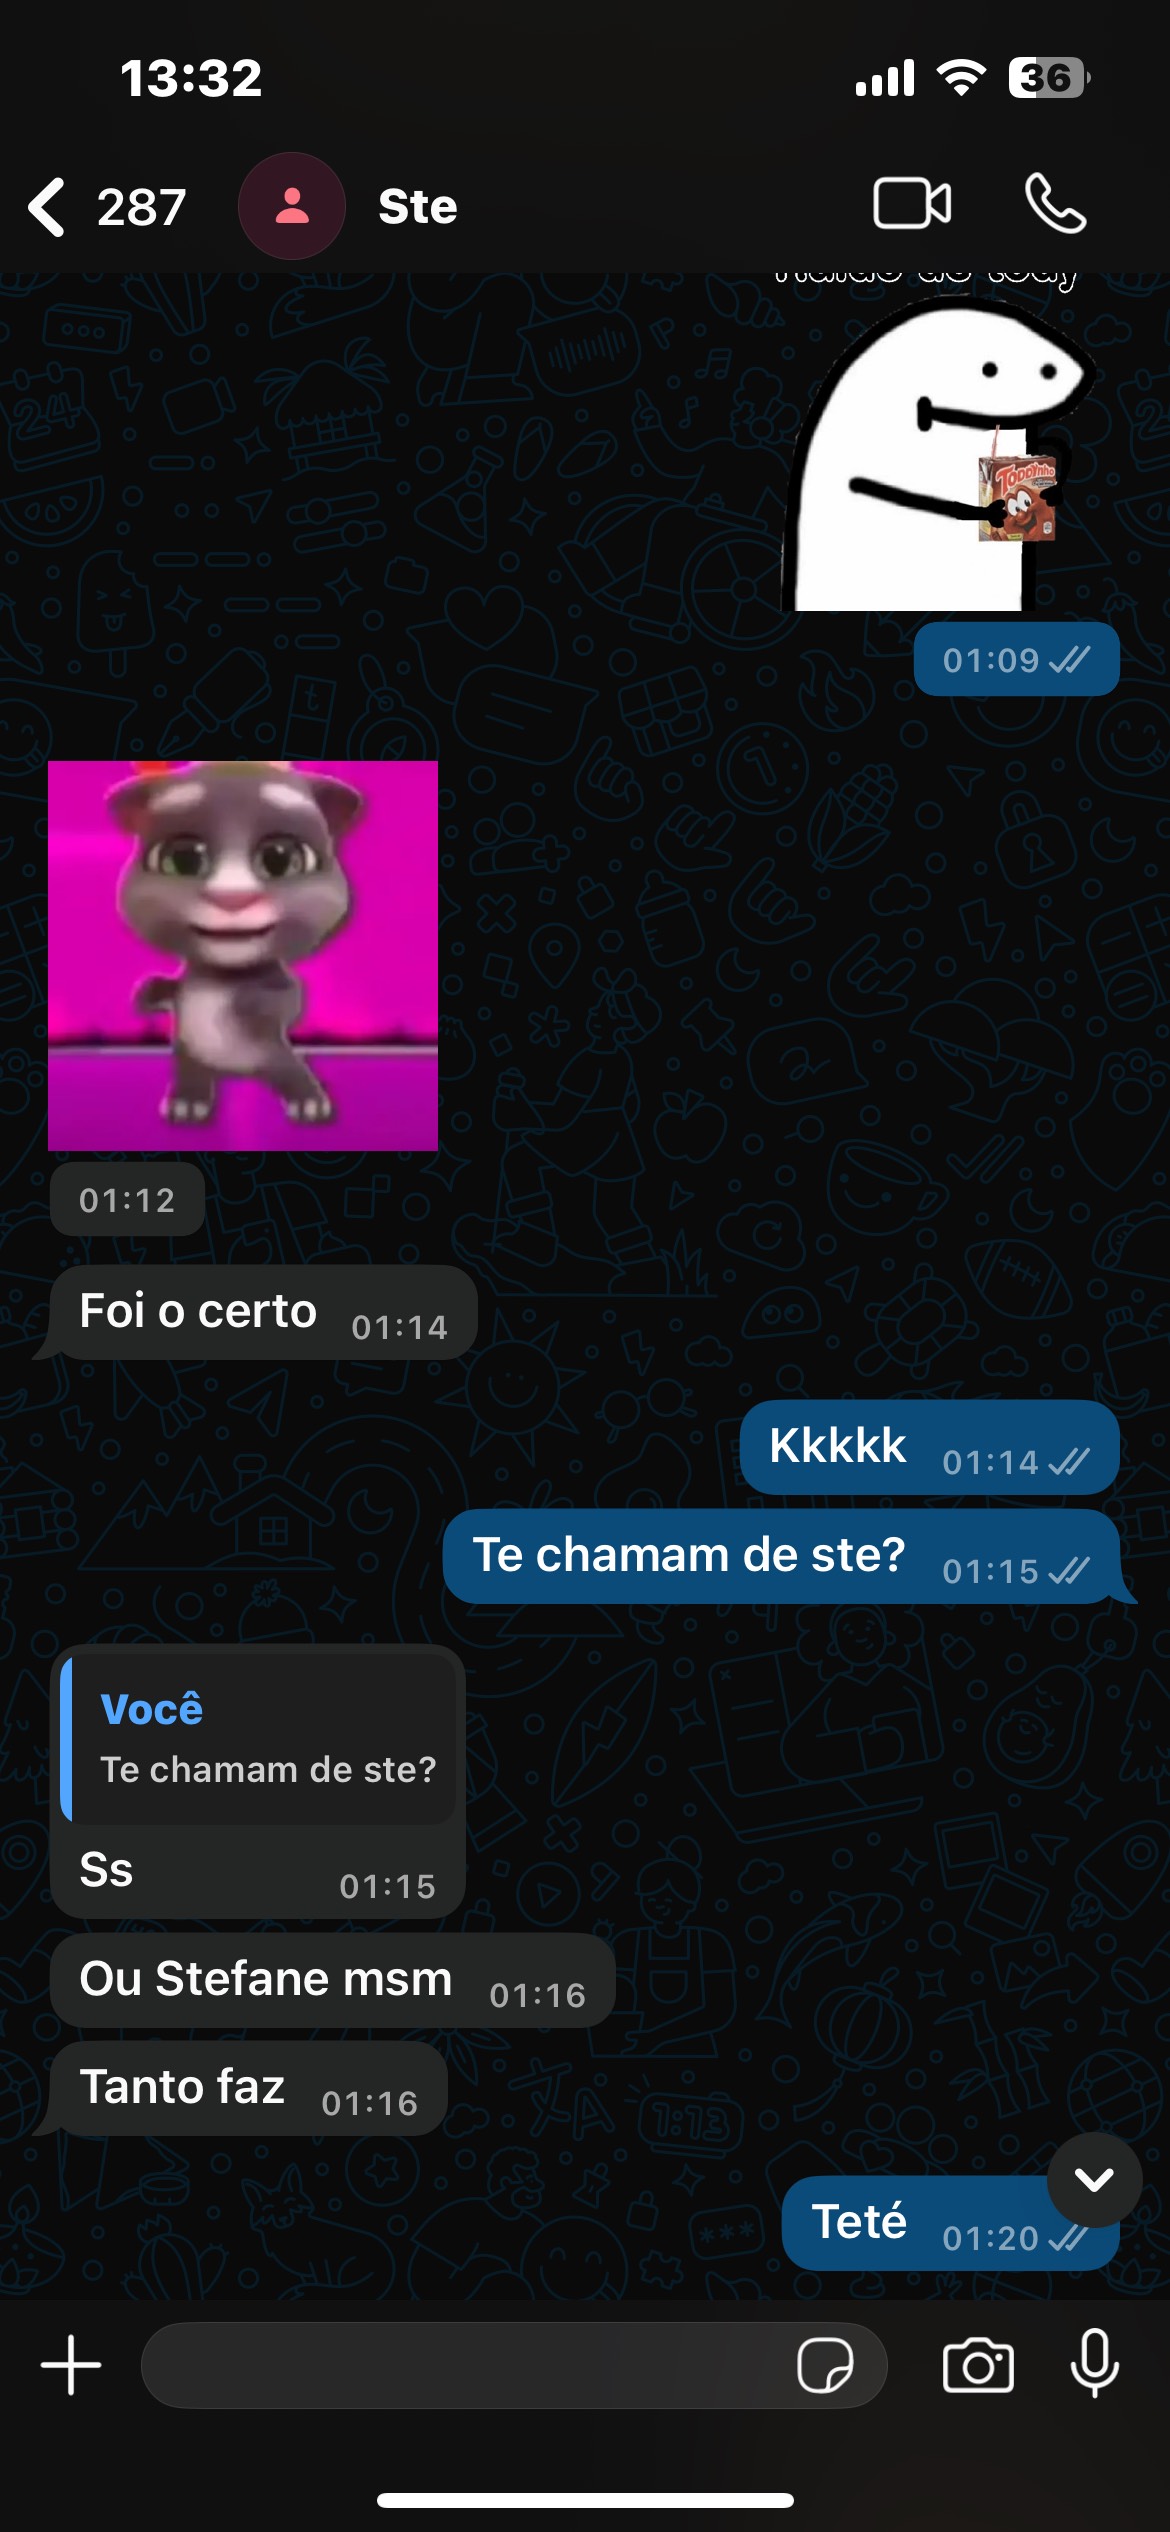 13:32
36
287
Ste
Toddynho
01:09
01:12
Foi o certo 01:14
Kkkkk 01:14
Te chamam de ste? 01:15
Você
Te chamam de ste?
Ss 01:15
Ou Stefane msm 01:16
Tanto faz 01:16
Teté 01:20